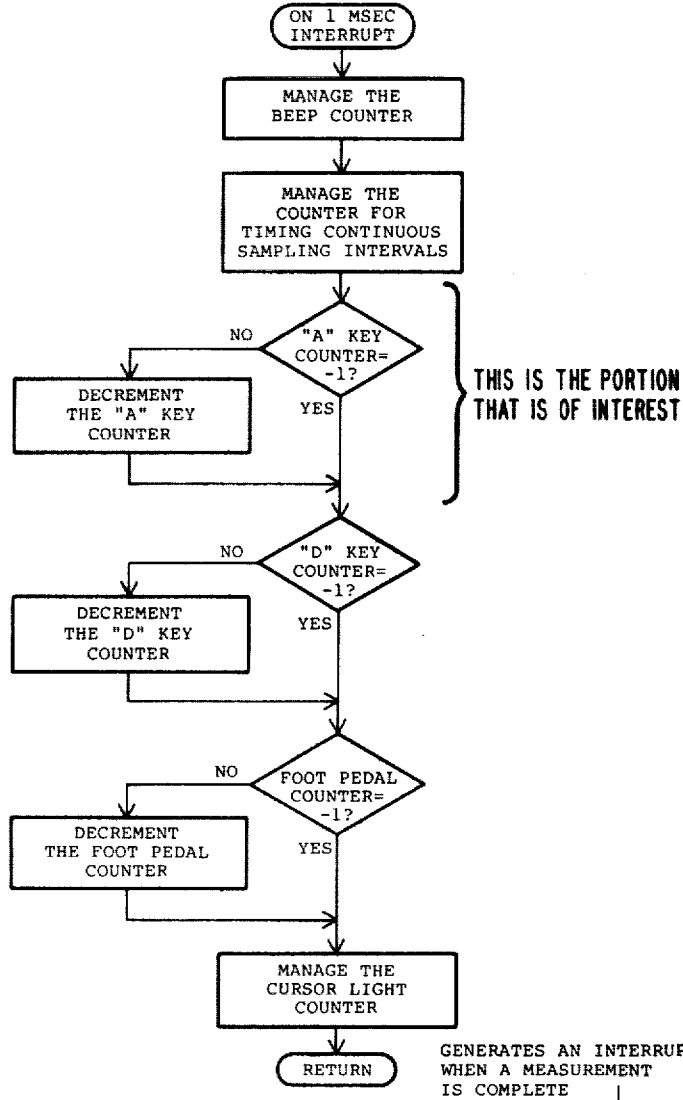 ON 1 MSEC
INTERRUPT
MANAGE THE
BEEP COUNTER
MANAGE THE
COUNTER FOR
TIMING CONTINUOUS
SAMPLING INTERVALS
"A" KEY
COUNTER=
-1?
NO
YES
DECREMENT
THE "A" KEY
COUNTER
THIS IS THE PORTION
THAT IS OF INTEREST
"D" KEY
COUNTER=
-1?
NO
YES
DECREMENT
THE "D" KEY
COUNTER
FOOT PEDAL
COUNTER=
-1?
NO
YES
DECREMENT
THE FOOT PEDAL
COUNTER
MANAGE THE
CURSOR LIGHT
COUNTER
RETURN
GENERATES AN INTERRUP
WHEN A MEASUREMENT
IS COMPLETE